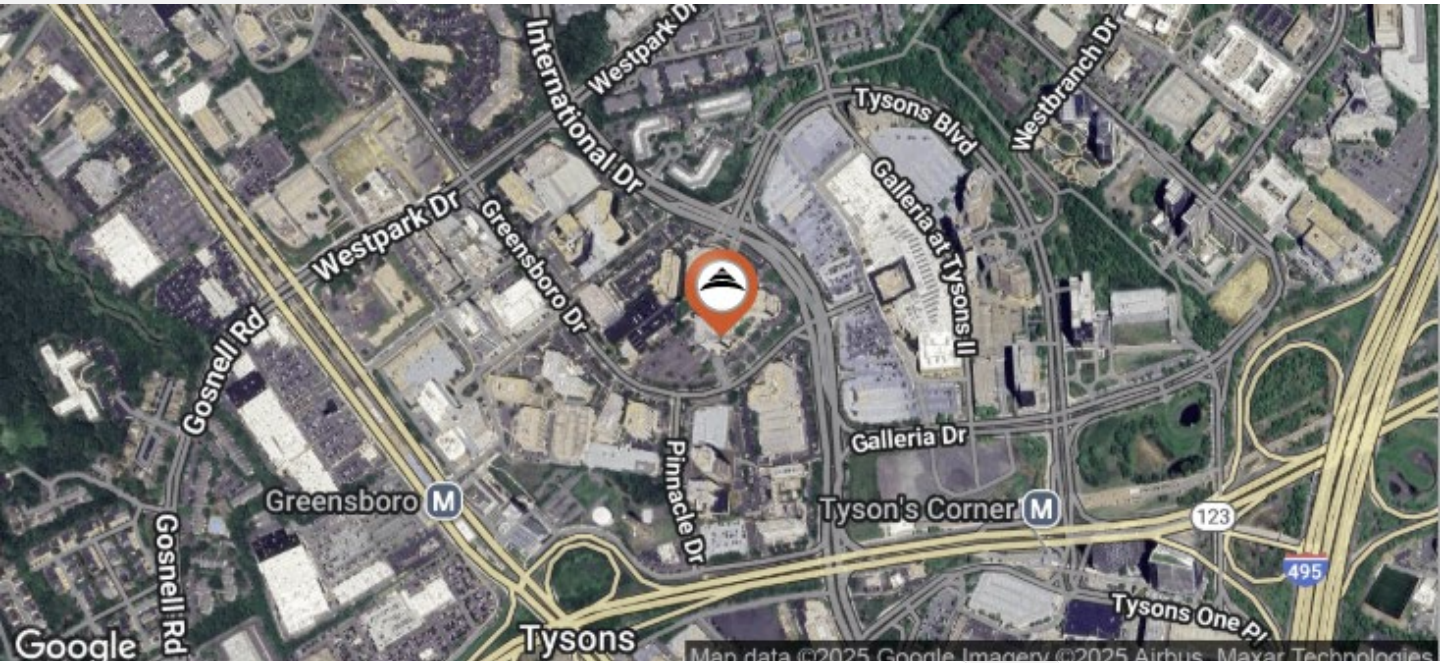 International Dr
Westpark Dr
Westbranch Dr
Tysons Blvd
Galleria at Tysons II
Westpark Dr
Greensboro Dr
Gosnell Rd
Galleria Dr
Pinnacle Dr
Greensboro M
Tyson's Corner M
123
495
Gosnell Rd
Tysons One Pl
Tysons
Google
Map data ©2025 Google Imagery ©2025 Airbus, Maxar Technologies